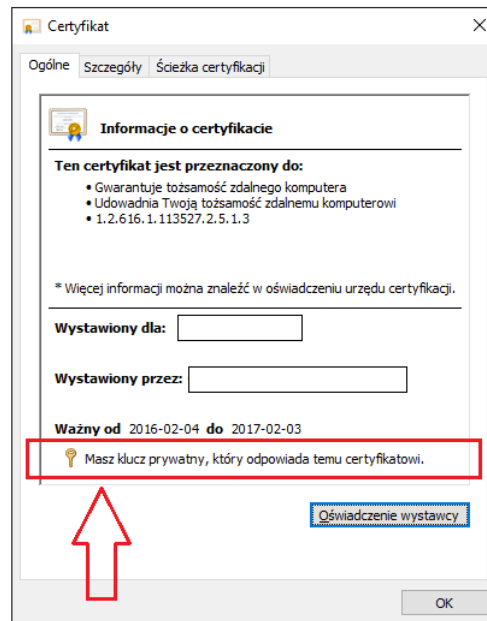 Certyfikat
Ogólne Szczegóły Ścieżka certyfikacji
Informacje o certyfikacie
Ten certyfikat jest przeznaczony do:
• Gwarantuje tożsamość zdalnego komputera
• Udowadnia Twoją tożsamość zdalnemu komputerowi
• 1.2.616.1.113527.2.5.1.3
* Więcej informacji można znaleźć w oświadczeniu urzędu certyfikacji.
Wystawiony dla:
Wystawiony przez:
Ważny od 2016-02-04 do 2017-02-03
Masz klucz prywatny, który odpowiada temu certyfikatowi.
Oświadczenie wystawcy
OK